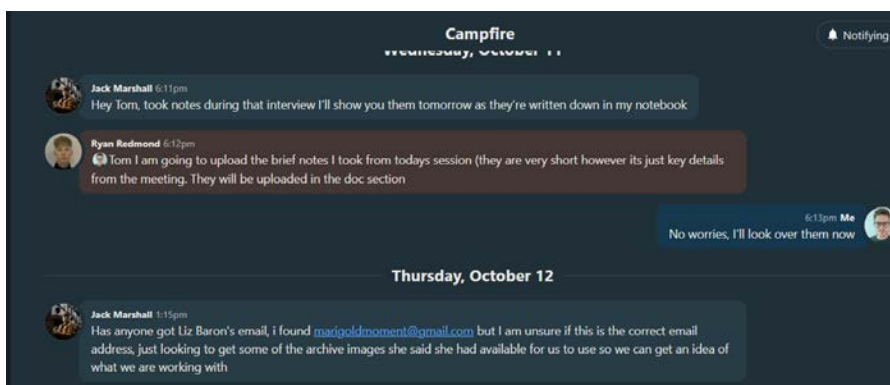 Campfire
Notifying
Wednesday, October 11
Jack Marshall 6:11pm
Hey Tom, took notes during that interview I'll show you them tomorrow as they're written down in my notebook
Ryan Redmond 6:12pm
Tom I am going to upload the brief notes I took from todays session (they are very short however its just key details
from the meeting. They will be uploaded in the doc section
6:13pm Me
No worries, I'll look over them now
Thursday, October 12
Jack Marshall 1:15pm
Has anyone got Liz Baron's email, i found marigoldmoment@gmail.com but I am unsure if this is the correct email
address, just looking to get some of the archive images she said she had available for us to use so we can get an idea of
what we are working with